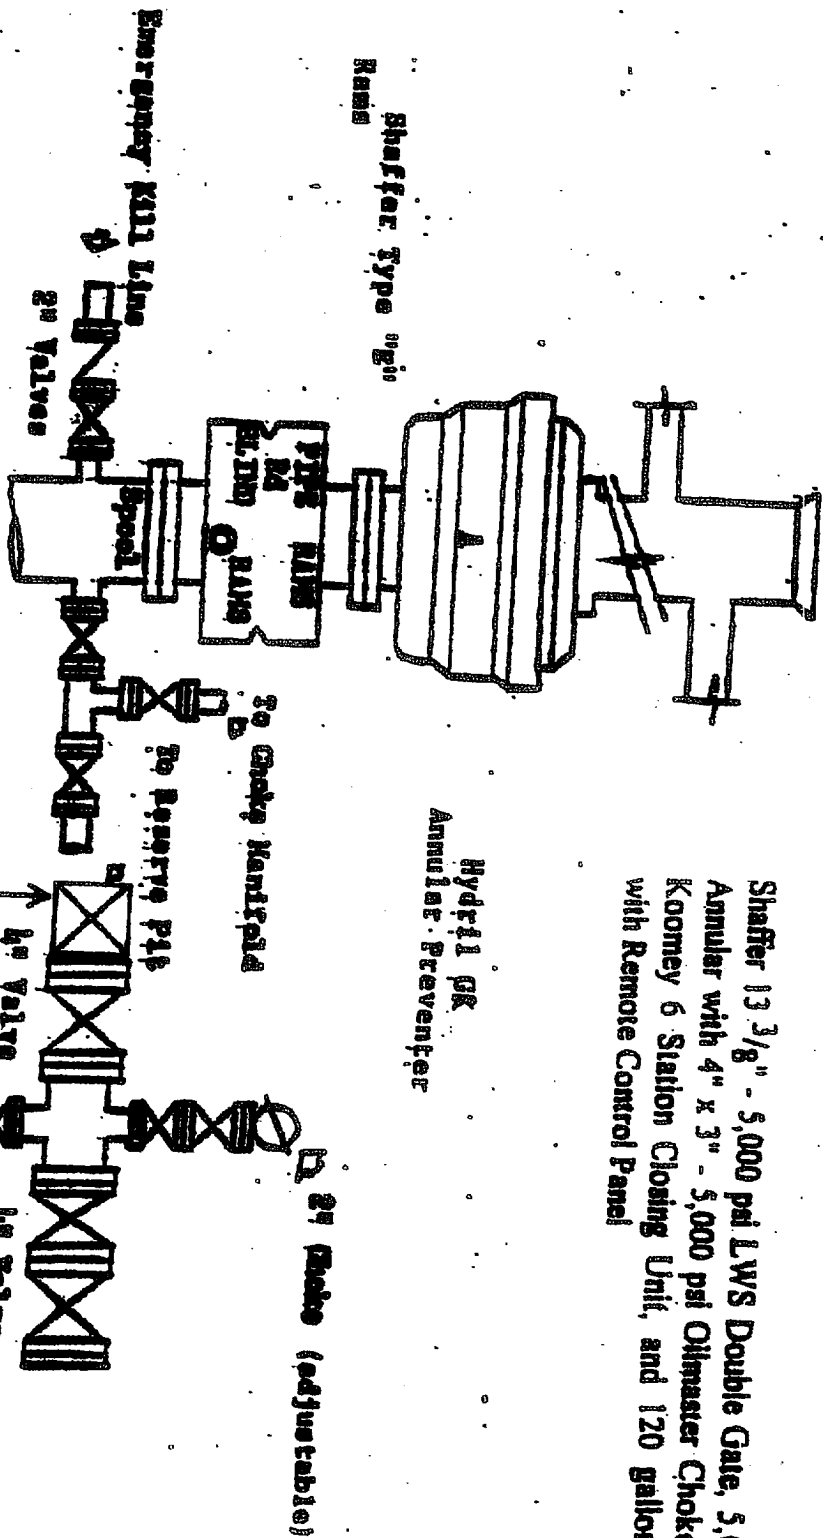 Shaffer 13 3/8" - 5,000 psi LWS Double Gate,
Annular with 4" x 3" - 5,000 psi Oilmaster Choke
Koomey 6 Station Closing Unit, and 120
with Remote Control Panel
Hydril GK
Annular Preventer
Shaffer Type
Rams
A
PIPE RAMS
BLIND RAMS
Spool
Emergency Kill Line
2" Valves
To Choke Manifold
To Reserve Pit
4" Valve
2" Choke (adjustable)